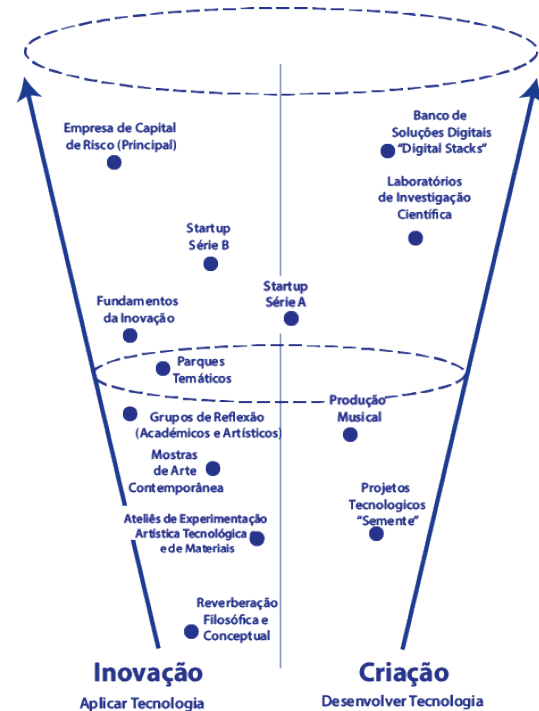 Banco de
Soluções Digitais
“Digital Stacks”
Empresa de Capital
de Risco (Principal)
Laboratórios
de Investigação
Científica
Startup
Série B
Startup
Série A
Fundamentos
da Inovação
Parques
Temáticos
Produção
Musical
Grupos de Reflexão
(Académicos e Artísticos)
Mostras
de Arte
Contemporânea
Projetos
Tecnologicos
“Semente”
Ateliês de Experimentação
Artística Tecnológica
e de Materiais
Reverberação
Filosófica e
Conceptual
Inovação
Aplicar Tecnologia
Criação
Desenvolver Tecnologia